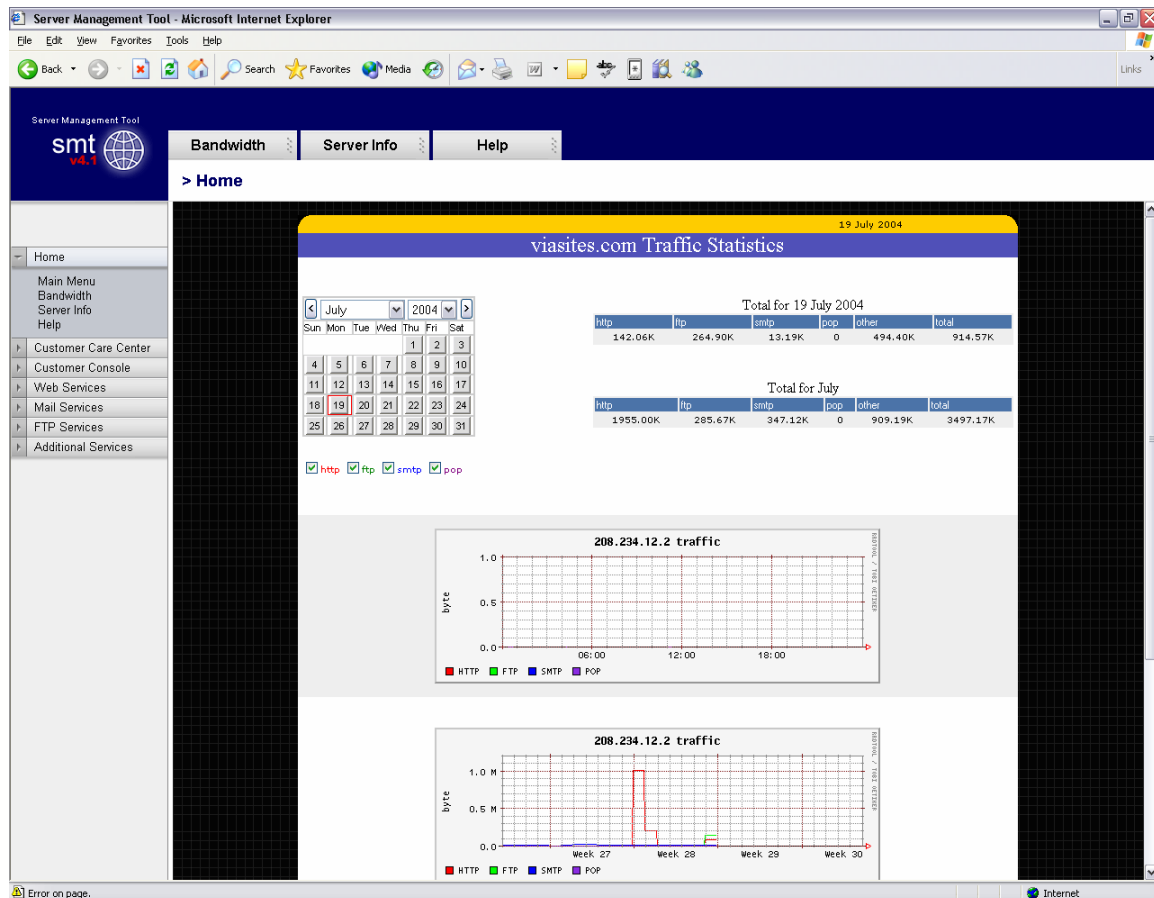 Server Management Tool - Microsoft Internet Explorer
File Edit View Favorites Tools Help
Back Search Favorites Media Links
Server Management Tool
smt
v4.1
Bandwidth Server Info Help
> Home
Home
Main Menu
Bandwidth
Server Info
Help
Customer Care Center
Customer Console
Web Services
Mail Services
FTP Services
Additional Services
19 July 2004
viasites.com Traffic Statistics
July 2004
Sun Mon Tue Wed Thu Fri Sat
1 2 3
4 5 6 7 8 9 10
11 12 13 14 15 16 17
18 19 20 21 22 23 24
25 26 27 28 29 30 31
http ftp smtp pop
Total for 19 July 2004
http ftp smtp pop other total
142.06K 264.90K 13.19K 0 494.40K 914.57K
Total for July
http ftp smtp pop other total
1955.00K 285.67K 347.12K 0 909.19K 3497.17K
208.234.12.2 traffic
RRDTOOL / TOBI OETIKER
byte
1.0
0.5
0.0
06:00 12:00 18:00
HTTP FTP SMTP POP
208.234.12.2 traffic
RRDTOOL / TOBI OETIKER
byte
1.0 M
0.5 M
0.0
Week 27 Week 28 Week 29 Week 30
HTTP FTP SMTP POP
Error on page. Internet